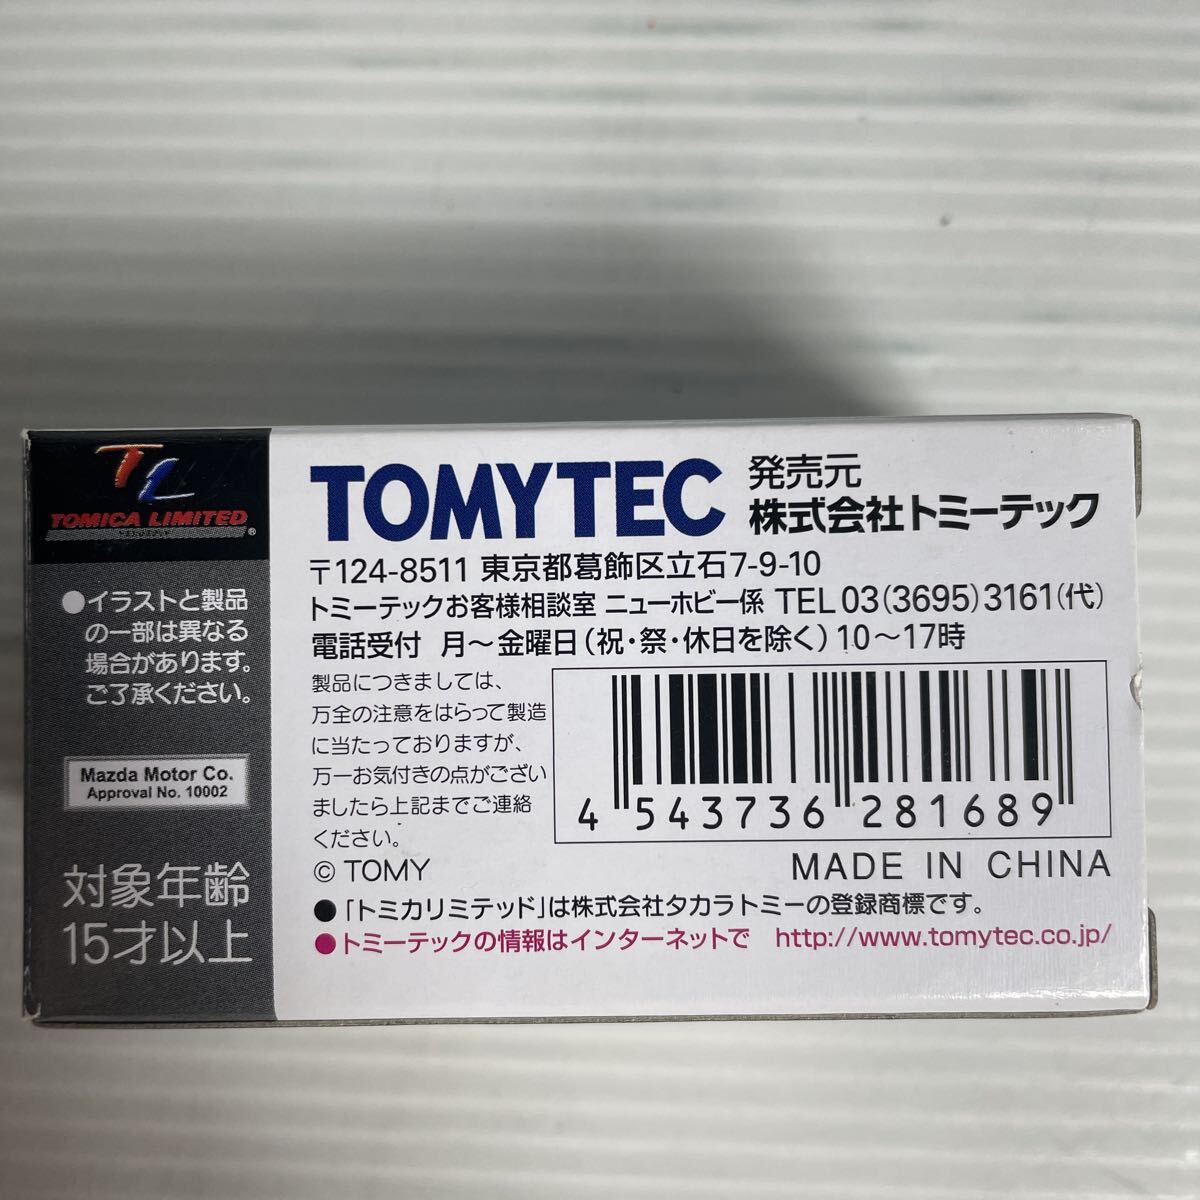 TL
TOMICA LIMITED
®
●イラストと製品
の一部は異なる
場合があります。
ご了承ください。
Mazda Motor Co.
Approval No. 10002
対象年齢
15才以上
TOMYTEC
発売元
株式会社トミーテック
〒124-8511 東京都葛飾区立石7-9-10
トミーテックお客様相談室 ニューホビー係 TEL 03(3695)3161(代)
電話受付 月〜金曜日(祝・祭・休日を除く)10〜17時
製品につきましては、
万全の注意をはらって製造
に当たっておりますが、
万一お気付きの点がござい
ましたら上記までご連絡
ください。
4 543736 281689
© TOMY
MADE IN CHINA
●「トミカリミテッド」は株式会社タカラトミーの登録商標です。
●トミーテックの情報はインターネットで http://www.tomytec.co.jp/